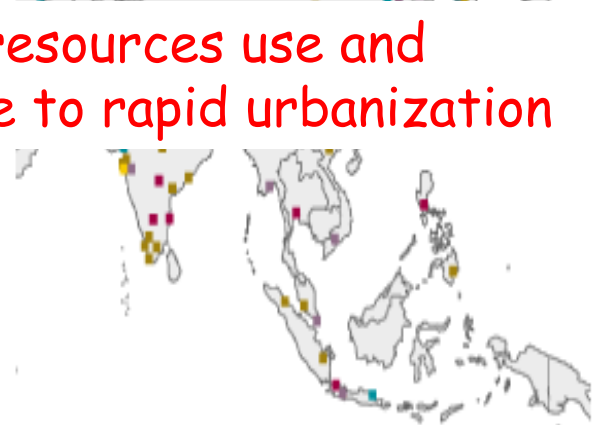 resources use and
e to rapid urbanization